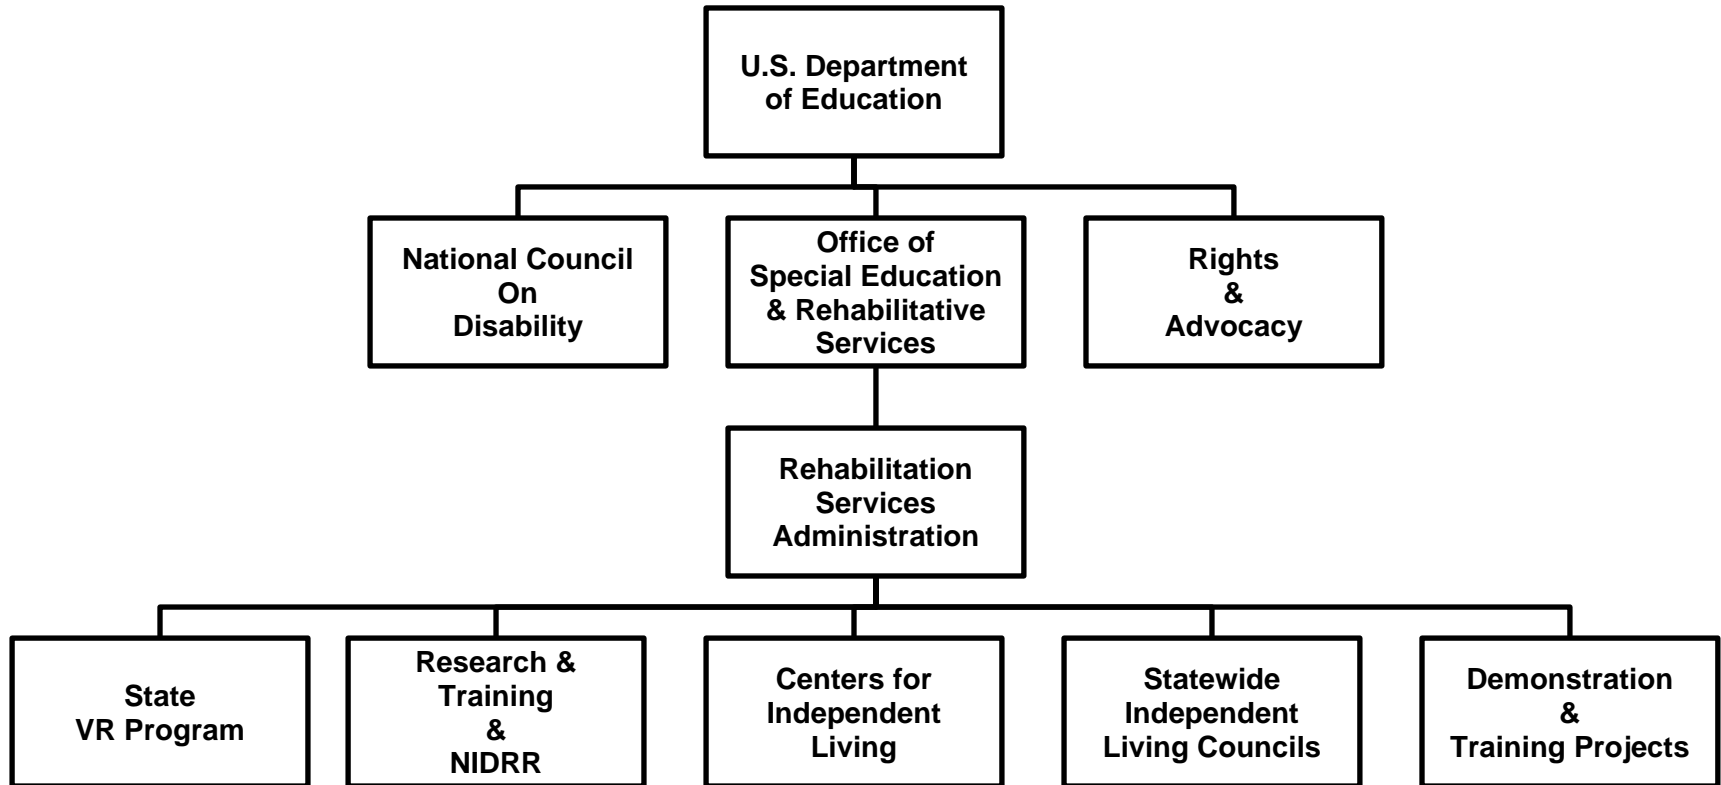 U.S. Department
of Education
National Council
On
Disability
Office of
Special Education
& Rehabilitative
Services
Rights
&
Advocacy
Rehabilitation
Services
Administration
State
VR Program
Research &
Training
&
NIDRR
Centers for
Independent
Living
Statewide
Independent
Living Councils
Demonstration
&
Training Projects